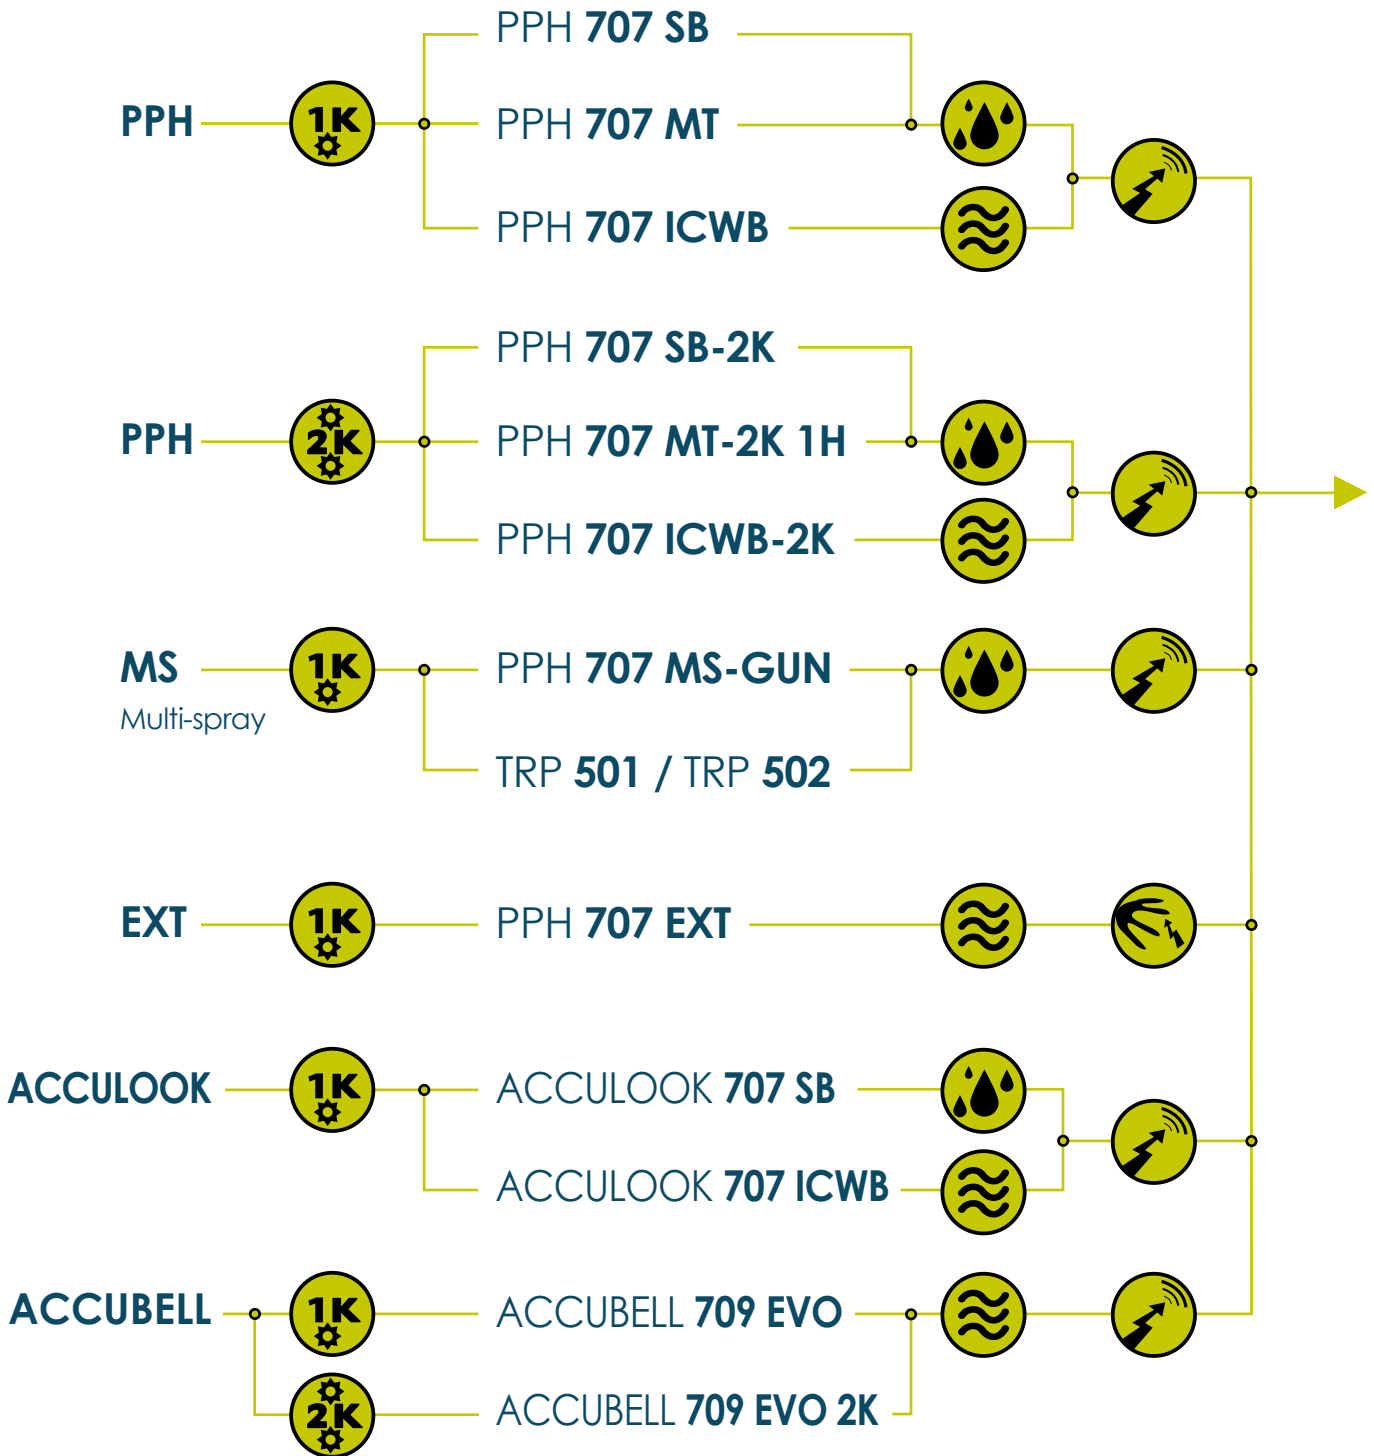 PPH 707 SB
PPH 1K PPH 707 MT
PPH 707 ICWB
PPH 707 SB-2K
PPH 2K PPH 707 MT-2K 1H
PPH 707 ICWB-2K
MS 1K PPH 707 MS-GUN
Multi-spray
TRP 501 / TRP 502
EXT 1K PPH 707 EXT
ACCULOOK 1K ACCULOOK 707 SB
ACCULOOK 707 ICWB
ACCUBELL 1K ACCUBELL 709 EVO
2K ACCUBELL 709 EVO 2K